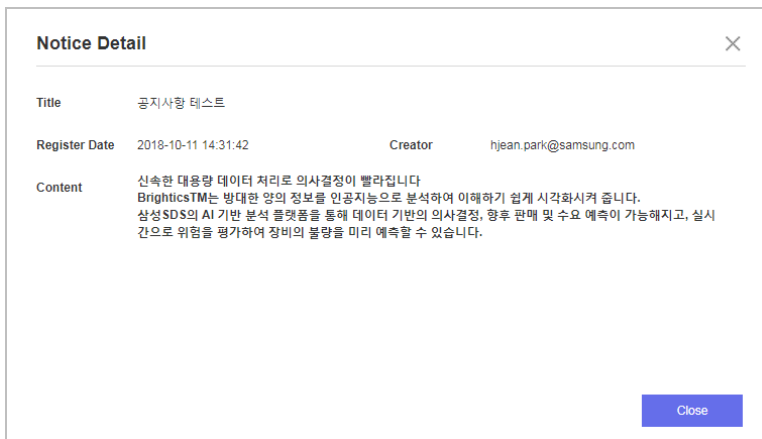 Notice Detail
Title 공지사항 테스트
Register Date 2018-10-11 14:31:42 Creator hjean.park@samsung.com
Content 신속한 대용량 데이터 처리로 의사결정이 빨라집니다
BrighticsTM는 방대한 양의 정보를 인공지능으로 분석하여 이해하기 쉽게 시각화시켜 줍니다.
삼성SDS의 AI 기반 분석 플랫폼을 통해 데이터 기반의 의사결정, 향후 판매 및 수요 예측이 가능해지고, 실시
간으로 위험을 평가하여 장비의 불량을 미리 예측할 수 있습니다.
Close